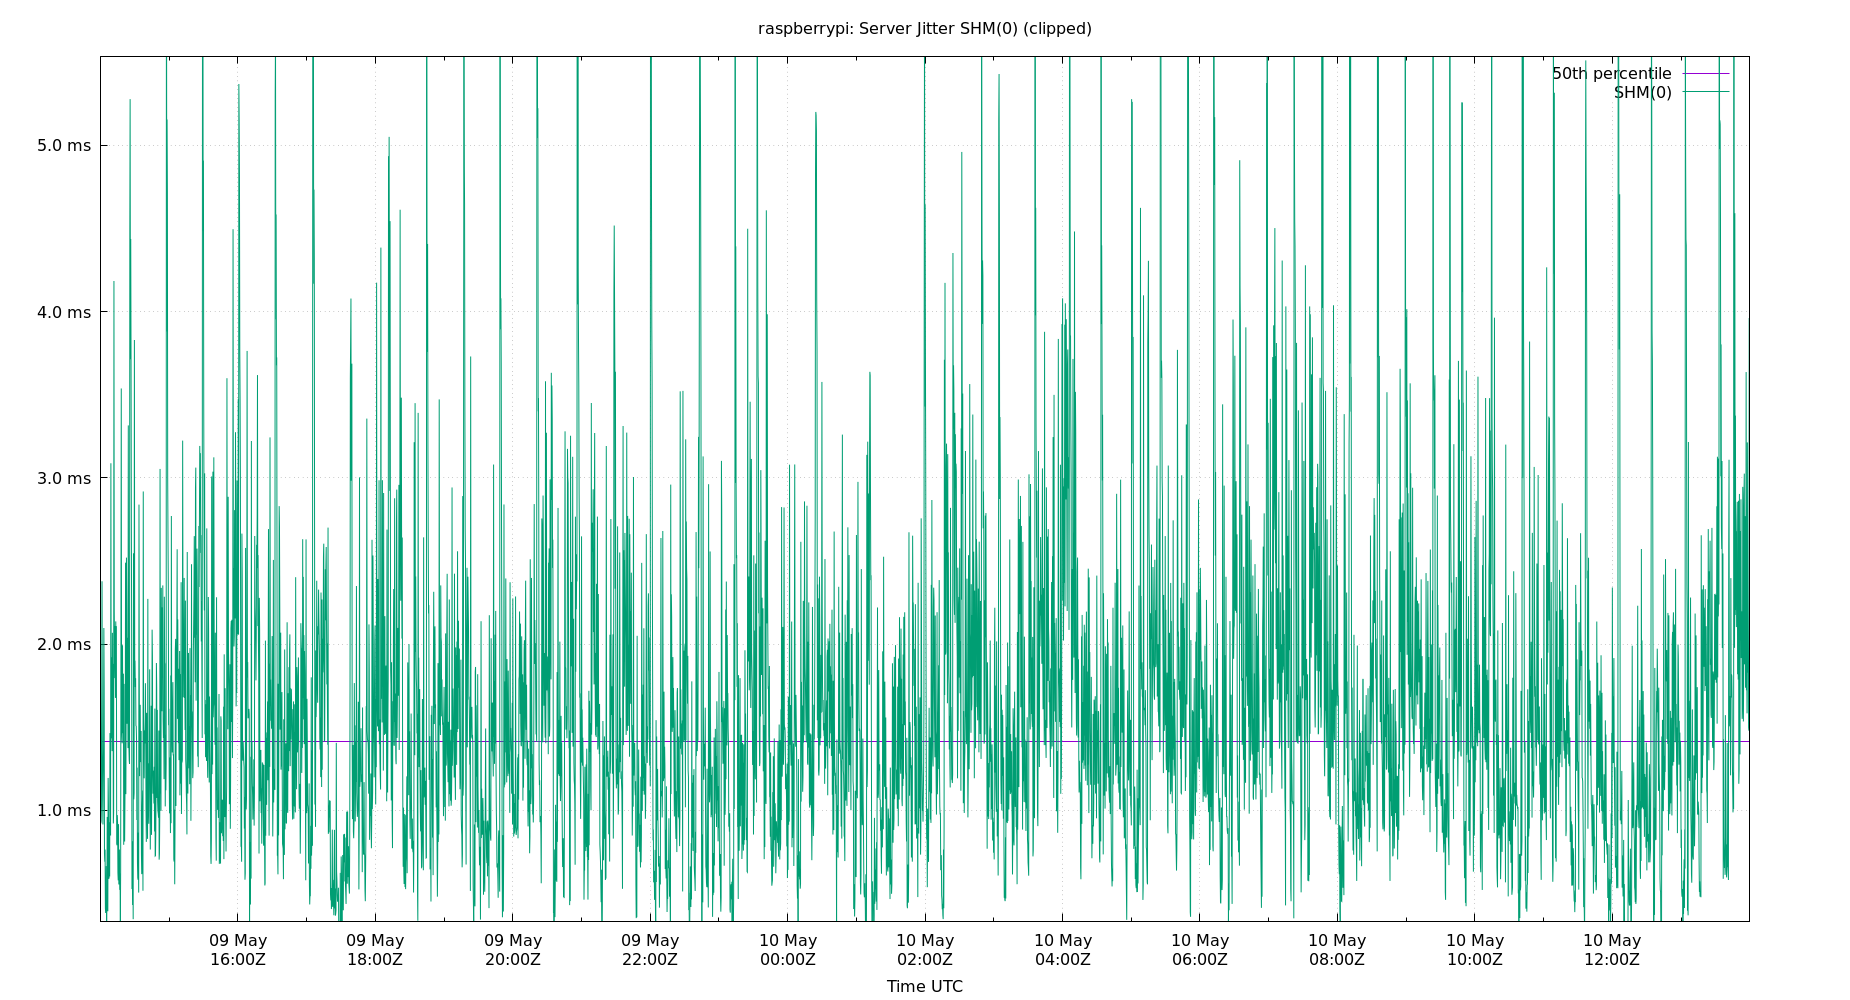 raspberrypi: Server Jitter SHM(0) (clipped)
50th percentile
SHM(0)
5.0 ms
4.0 ms
3.0 ms
2.0 ms
1.0 ms
09 May 09 May 09 May 09 May 10 May 10 May 10 May 10 May 10 May 10 May 10 May
16:00Z 18:00Z 20:00Z 22:00Z 00:00Z 02:00Z 04:00Z 06:00Z 08:00Z 10:00Z 12:00Z
Time UTC